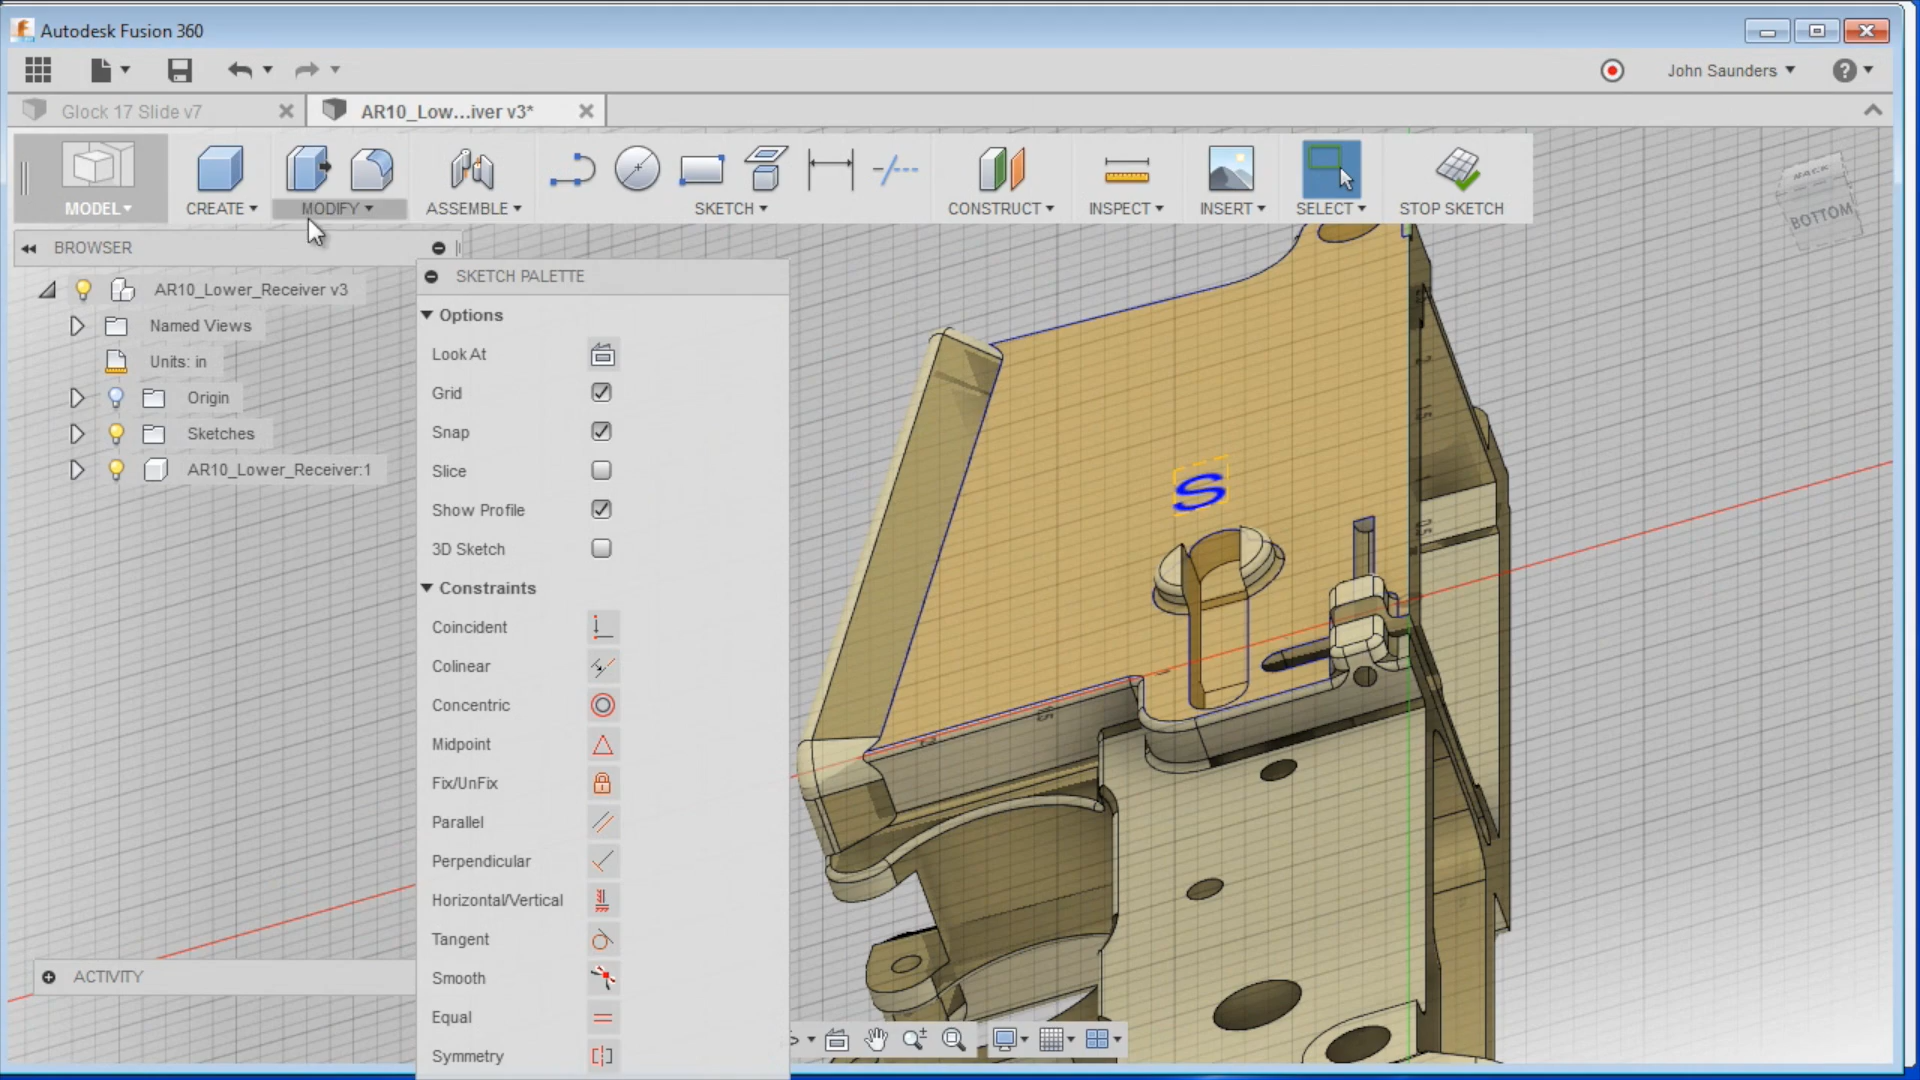 Autodesk Fusion 360
John Saunders
Glock 17 Slide v7
AR10_Low...iver v3*
MODEL
CREATE
MODIFY
ASSEMBLE
SKETCH
CONSTRUCT
INSPECT
INSERT
SELECT
STOP SKETCH
BACK
BOTTOM
BROWSER
AR10_Lower_Receiver v3
Named Views
Units: in
Origin
Sketches
AR10_Lower_Receiver:1
SKETCH PALETTE
Options
Look At
Grid
Snap
Slice
Show Profile
3D Sketch
Constraints
Coincident
Colinear
Concentric
Midpoint
Fix/UnFix
Parallel
Perpendicular
Horizontal/Vertical
Tangent
Smooth
Equal
Symmetry
S
ACTIVITY